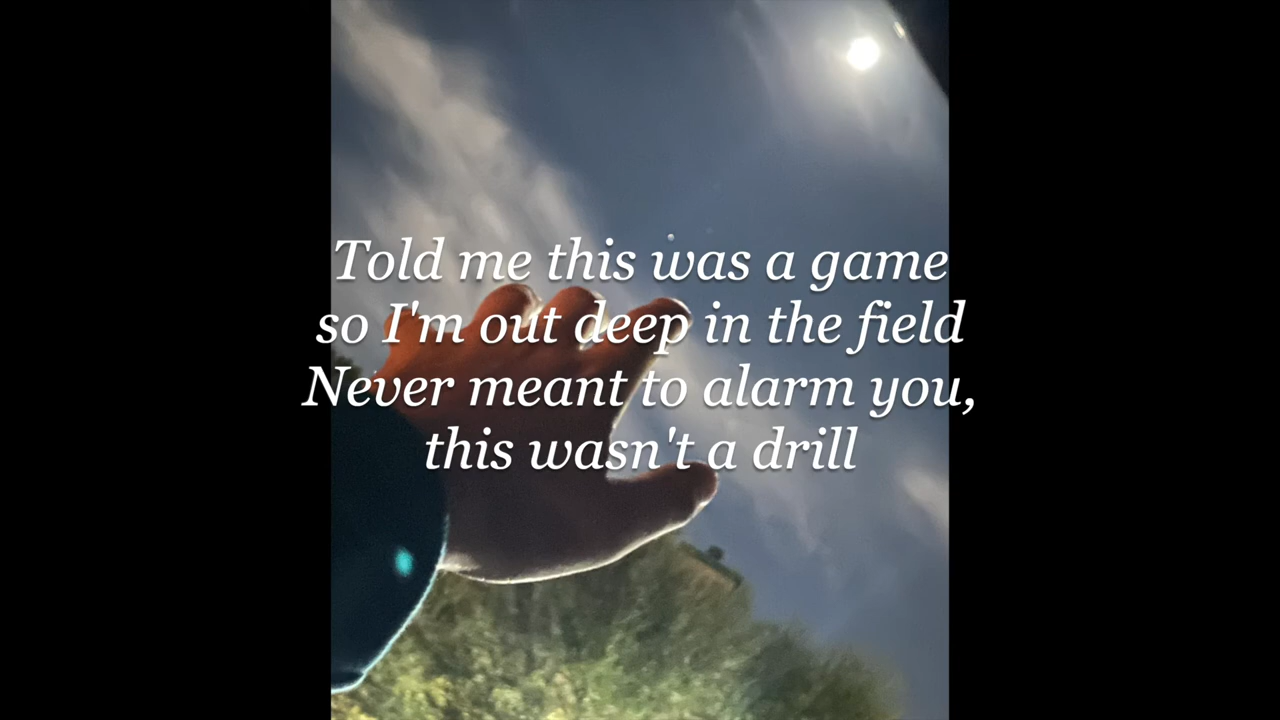 Told me this was a game
so I'm out deep in the field
Never meant to alarm you,
this wasn't a drill